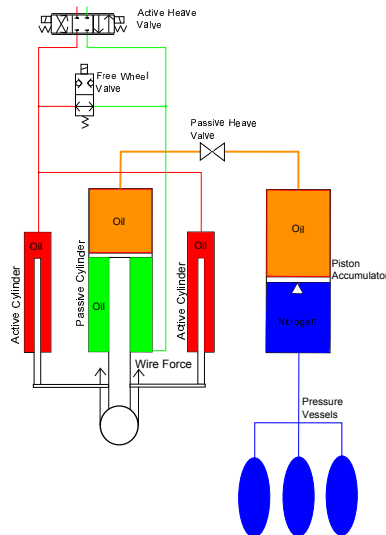 Active Heave
Valve
Free Wheel
Valve
Passive Heave
Valve
Oil
Oil
Oil
Oil
Oil
Active Cylinder
Passive Cylinder
Active Cylinder
Piston
Accumulator
Nitrogen
Wire Force
Pressure
Vessels